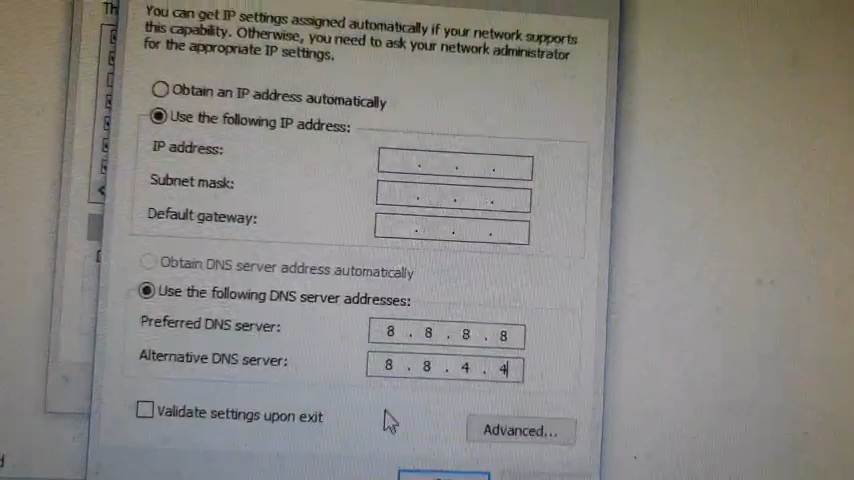 Th
You can get IP settings assigned automatically if your network supports
this capability. Otherwise, you need to ask your network administrator
for the appropriate IP settings.
Obtain an IP address automatically
Use the following IP address:
IP address: . . .
Subnet mask: . . .
Default gateway: . . .
Obtain DNS server address automatically
Use the following DNS server addresses:
Preferred DNS server: 8 . 8 . 8 . 8
Alternative DNS server: 8 . 8 . 4 . 4
Validate settings upon exit
Advanced...